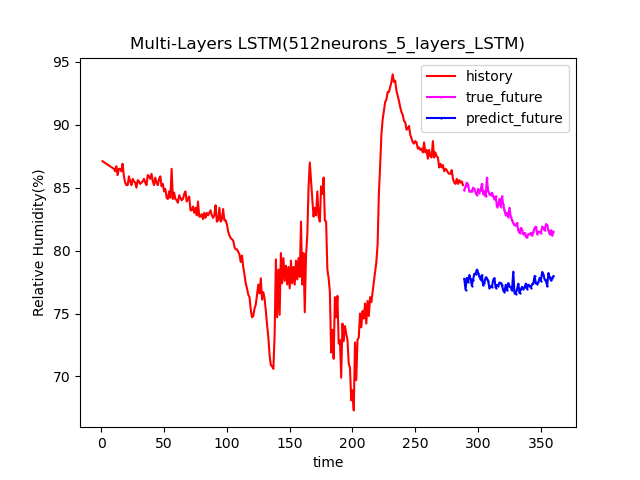 Multi-Layers LSTM(512neurons_5_layers_LSTM)
history
true_future
predict_future
Relative Humidity(%)
95
90
85
80
75
70
0 50 100 150 200 250 300 350
time